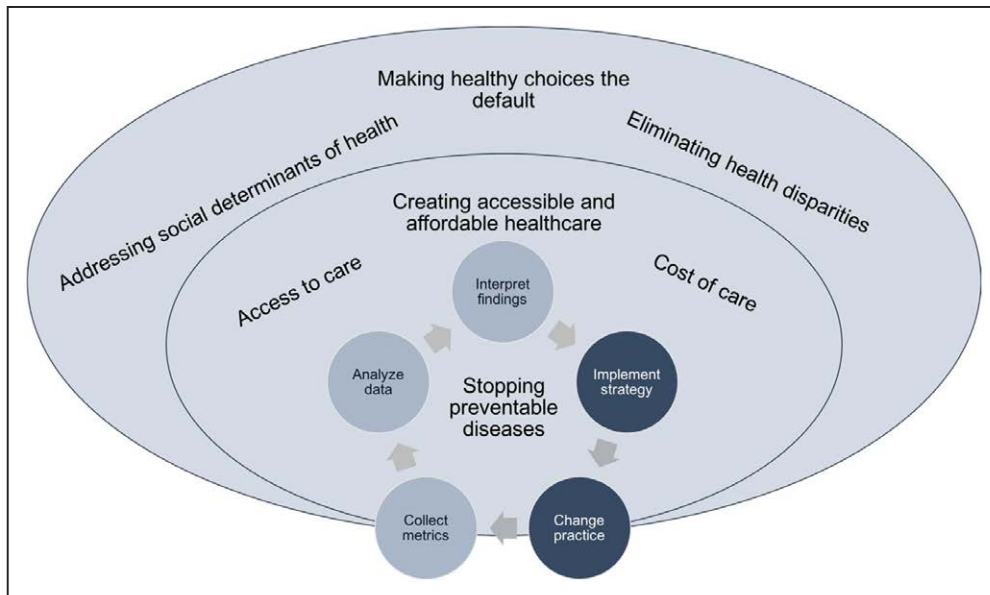 Making healthy choices the
default
Addressing social determinants of health
Eliminating health disparities
Creating accessible and
affordable healthcare
Access to care
Cost of care
Interpret
findings
Analyze
data
Implement
strategy
Stopping
preventable
diseases
Collect
metrics
Change
practice